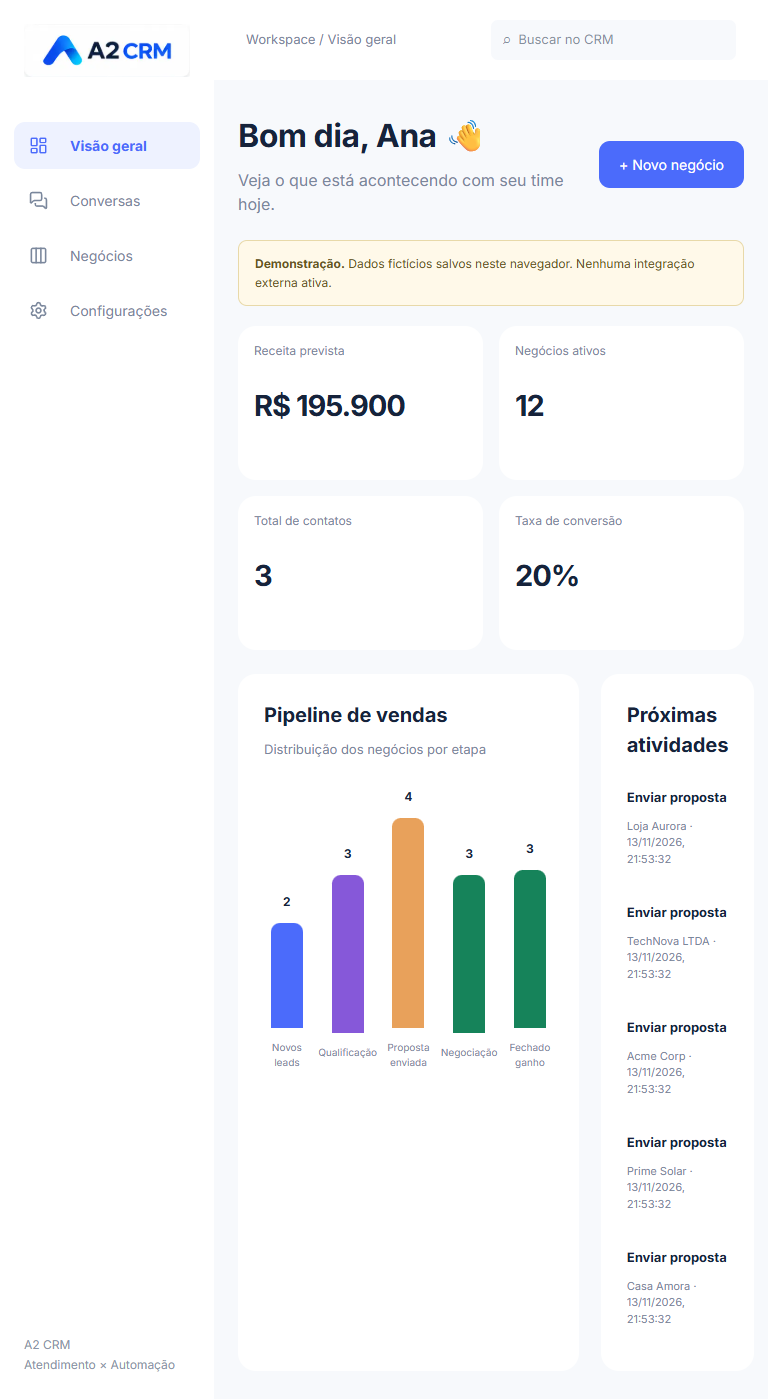 A2 CRM
Workspace / Visão geral
Buscar no CRM
Visão geral
Conversas
Negócios
Configurações
Bom dia, Ana 👋
Veja o que está acontecendo com seu time
hoje.
+ Novo negócio
Demonstração. Dados fictícios salvos neste navegador. Nenhuma integração
externa ativa.
Receita prevista
R$ 195.900
Negócios ativos
12
Total de contatos
3
Taxa de conversão
20%
Pipeline de vendas
Distribuição dos negócios por etapa
2
3
4
3
3
Novos
leads
Qualificação
Proposta
enviada
Negociação
Fechado
ganho
Próximas
atividades
Enviar proposta
Loja Aurora ·
13/11/2026,
21:53:32
Enviar proposta
TechNova LTDA ·
13/11/2026,
21:53:32
Enviar proposta
Acme Corp ·
13/11/2026,
21:53:32
Enviar proposta
Prime Solar ·
13/11/2026,
21:53:32
Enviar proposta
Casa Amora ·
13/11/2026,
21:53:32
A2 CRM
Atendimento × Automação